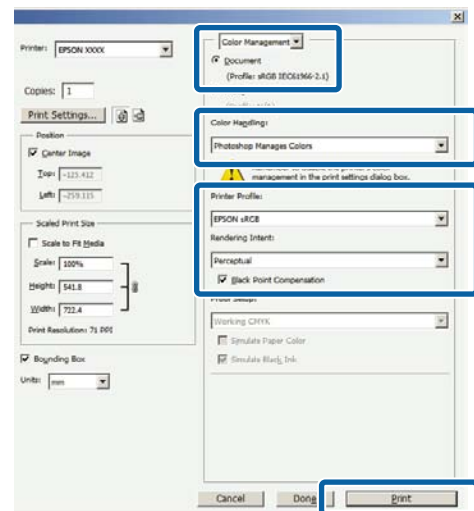 Printer: EPSON XXXX
Copies: 1
Print Settings...
Position
Center Image
Top: -123.412
Left: -259.115
Scaled Print Size
Scale to Fit Media
Scale: 100%
Height: 541.8
Width: 722.4
Print Resolution: 71 PPI
Bounding Box
Units: mm
Color Management
Document
(Profile: sRGB IEC61966-2.1)
Color Handling:
Photoshop Manages Colors
management in the print settings dialog box.
Printer Profile:
EPSON sRGB
Rendering Intent:
Perceptual
Black Point Compensation
Working CMYK
Simulate Paper Color
Simulate Black Ink
Cancel
Done
Print